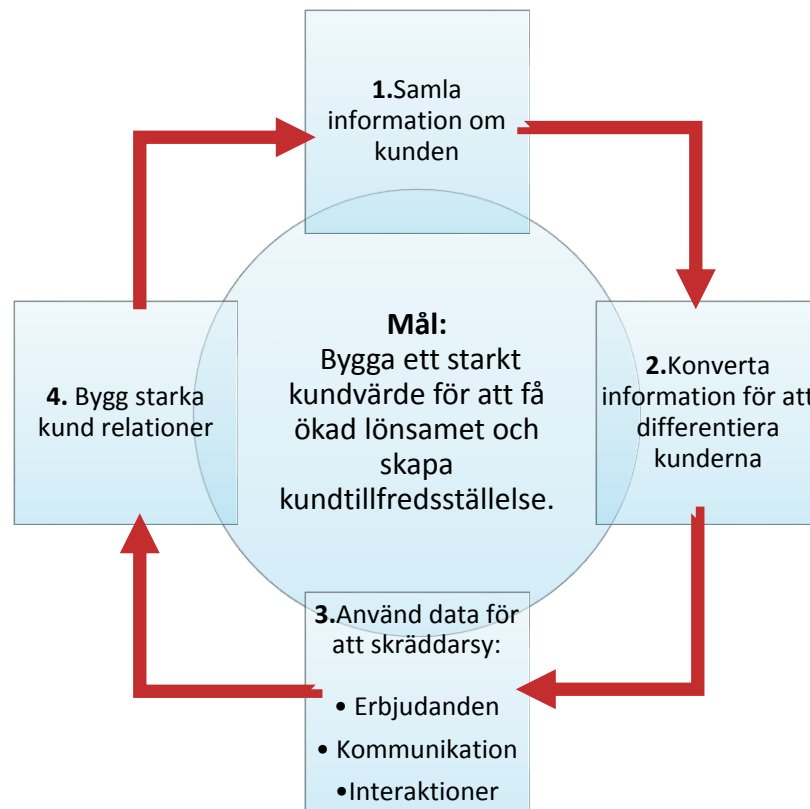 1.Samla
information om
kunden
2.Konverta
information för att
differentiera
kunderna
3.Använd data för
att skräddarsy:
• Erbjudanden
• Kommunikation
•Interaktioner
4. Bygg starka
kund relationer
Mål:
Bygga ett starkt
kundvärde för att få
ökad lönsamet och
skapa
kundtillfredsställelse.